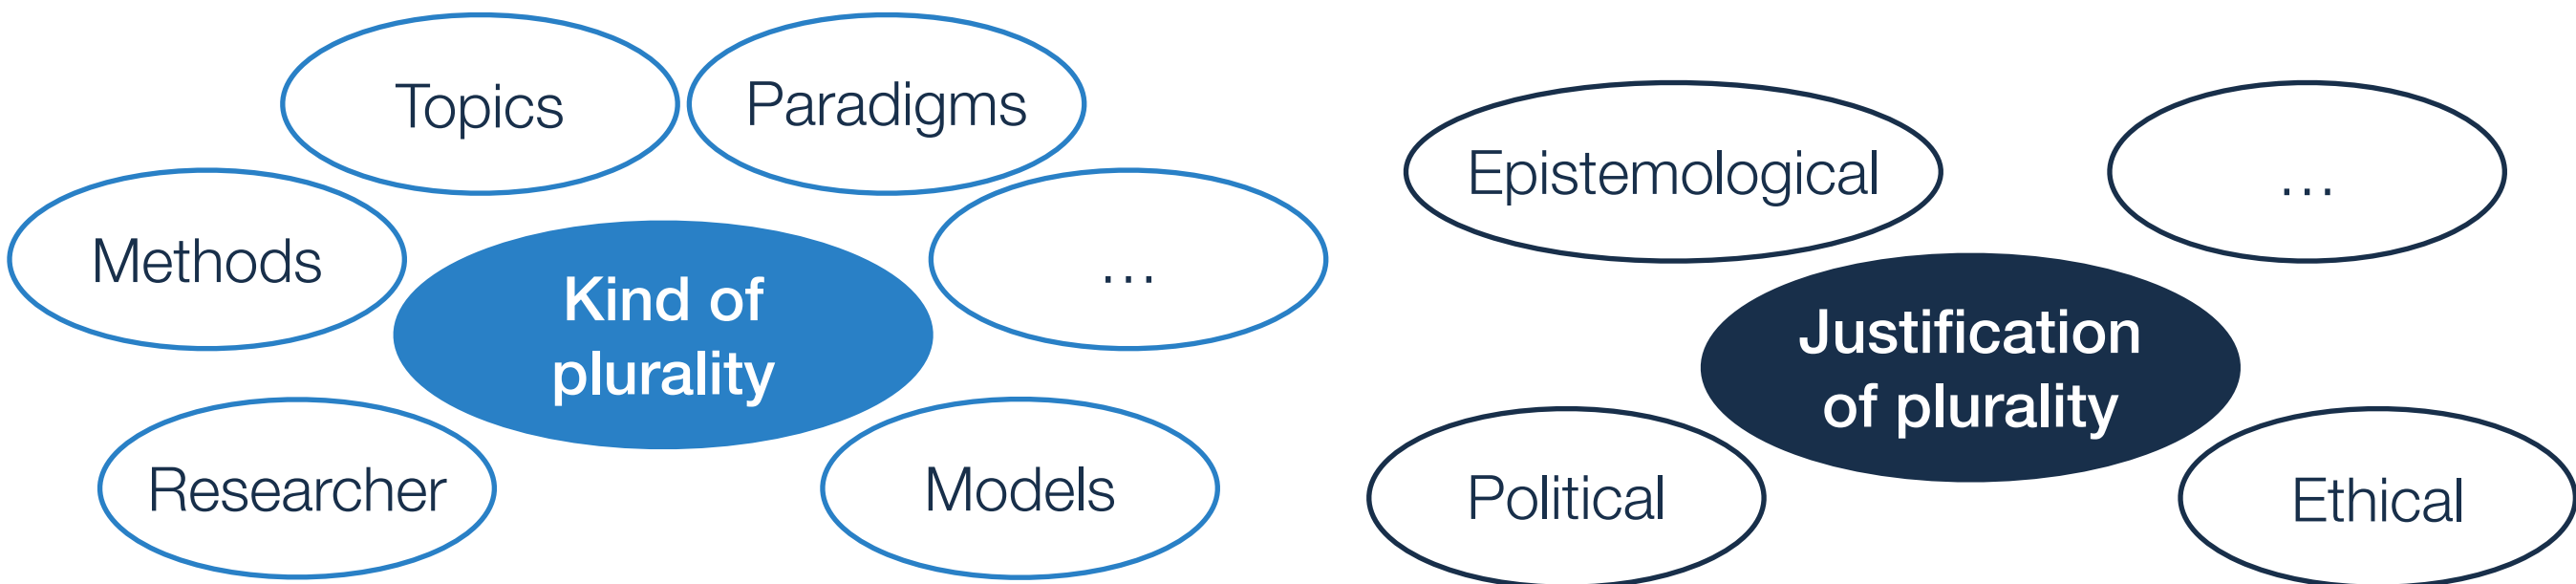 Topics
Paradigms
Methods
…
Kind of
plurality
Researcher
Models
Epistemological
…
Justification
of plurality
Political
Ethical